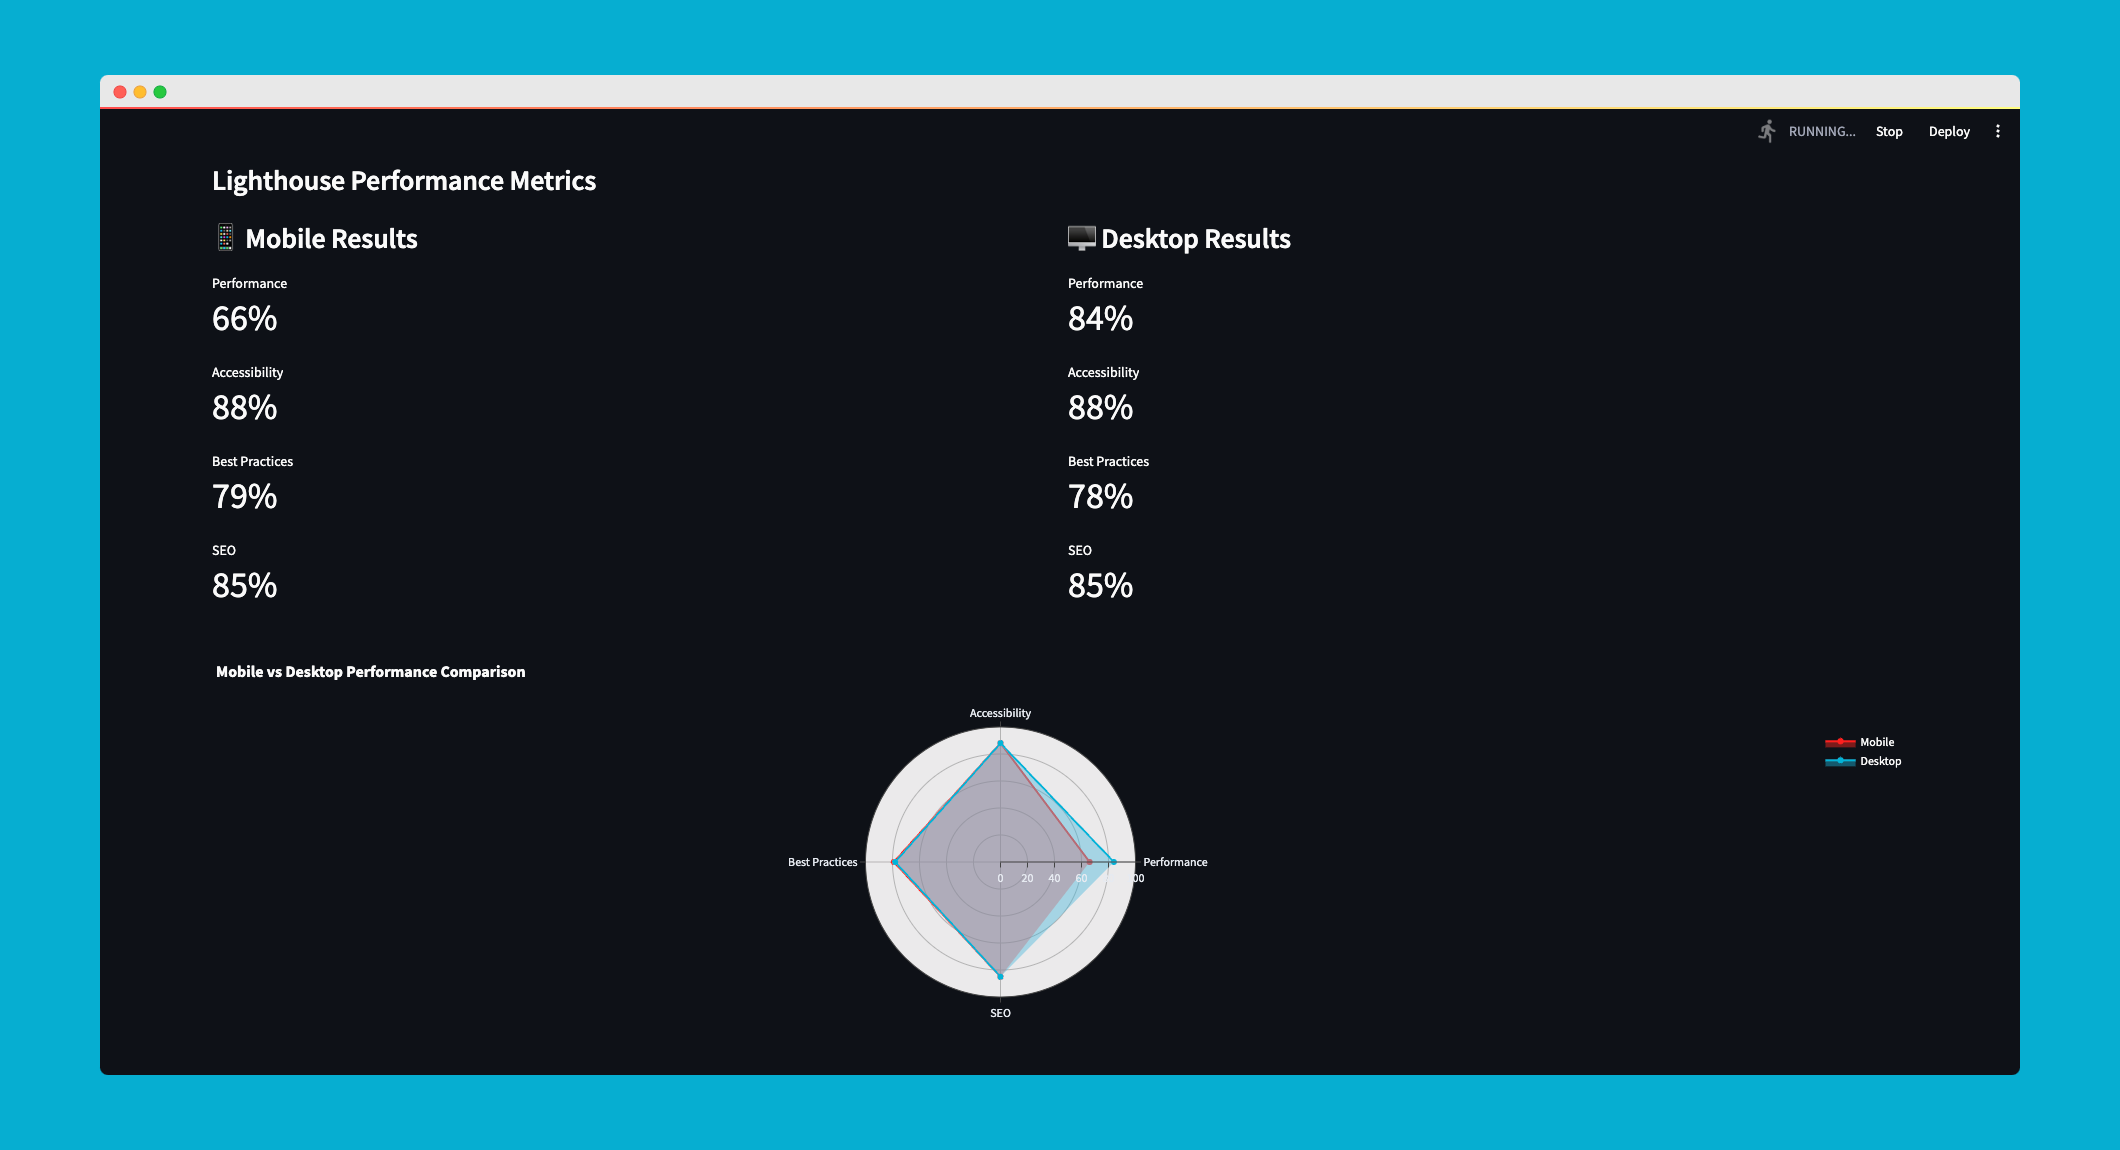 RUNNING...
Stop
Deploy
Lighthouse Performance Metrics
Mobile Results
Performance
66%
Accessibility
88%
Best Practices
79%
SEO
85%
Desktop Results
Performance
84%
Accessibility
88%
Best Practices
78%
SEO
85%
Mobile vs Desktop Performance Comparison
Accessibility
Mobile
Desktop
Best Practices
Performance
0 20 40 60
SEO